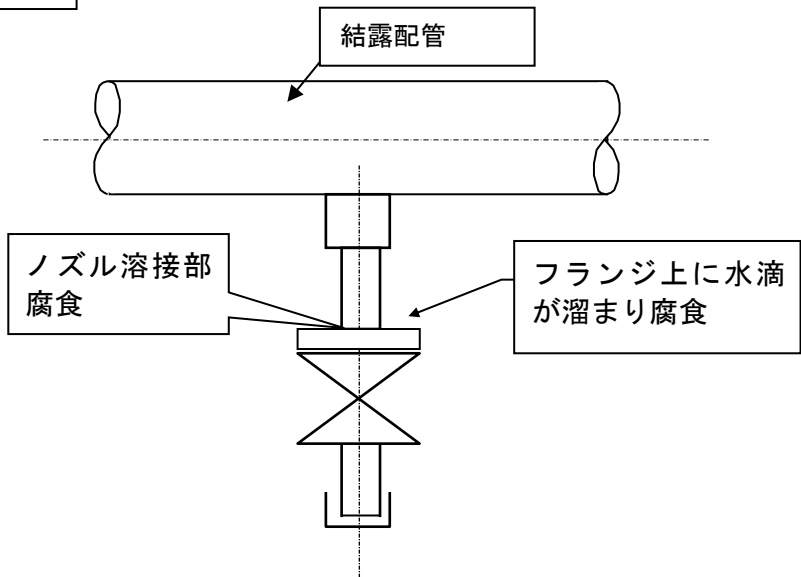 結露配管
ノズル溶接部
腐食
フランジ上に水滴
が溜まり腐食